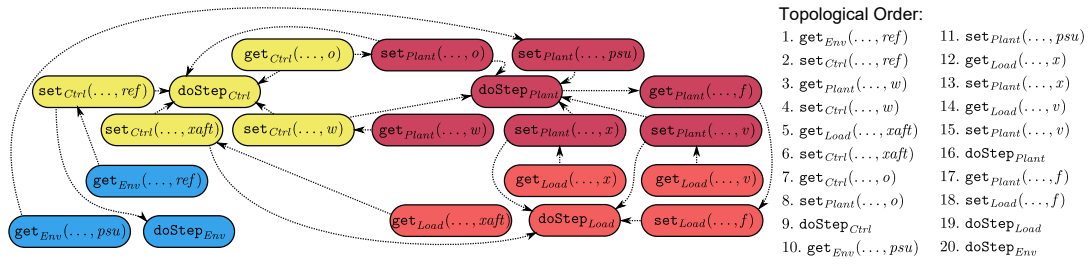 get_Ctrl(…, o)
set_Plant(…, o)
set_Plant(…, psu)
set_Ctrl(…, ref)
doStep_Ctrl
doStep_Plant
get_Plant(…, f)
set_Ctrl(…, xaft)
set_Ctrl(…, w)
get_Plant(…, w)
set_Plant(…, x)
set_Plant(…, v)
get_Env(…, ref)
get_Load(…, x)
get_Load(…, v)
get_Env(…, psu)
doStep_Env
get_Load(…, xaft)
doStep_Load
set_Load(…, f)
Topological Order:
1. get_Env(…, ref)
2. set_Ctrl(…, ref)
3. get_Plant(…, w)
4. set_Ctrl(…, w)
5. get_Load(…, xaft)
6. set_Ctrl(…, xaft)
7. get_Ctrl(…, o)
8. set_Plant(…, o)
9. doStep_Ctrl
10. get_Env(…, psu)
11. set_Plant(…, psu)
12. get_Load(…, x)
13. set_Plant(…, x)
14. get_Load(…, v)
15. set_Plant(…, v)
16. doStep_Plant
17. get_Plant(…, f)
18. set_Load(…, f)
19. doStep_Load
20. doStep_Env